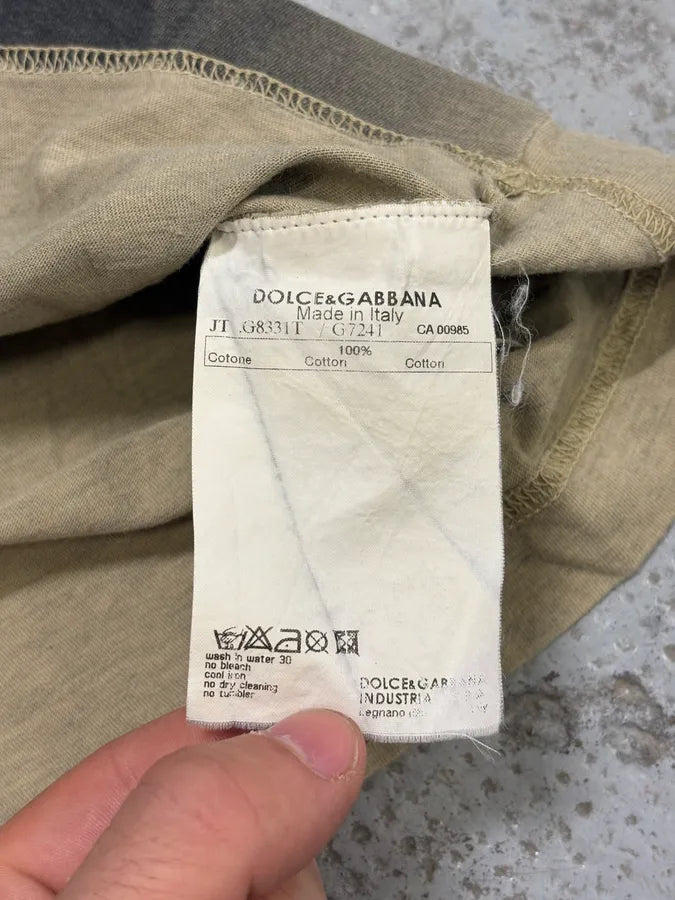 DOLCE&GABBANA
Made in Italy
JT .G8331T / G7241 CA 00985
100%
Cotone Cotton Cotton
wash in water 30
no bleach
cool iron
no dry cleaning
no tumbler
DOLCE&GABBANA
INDUSTRIA
Legnano